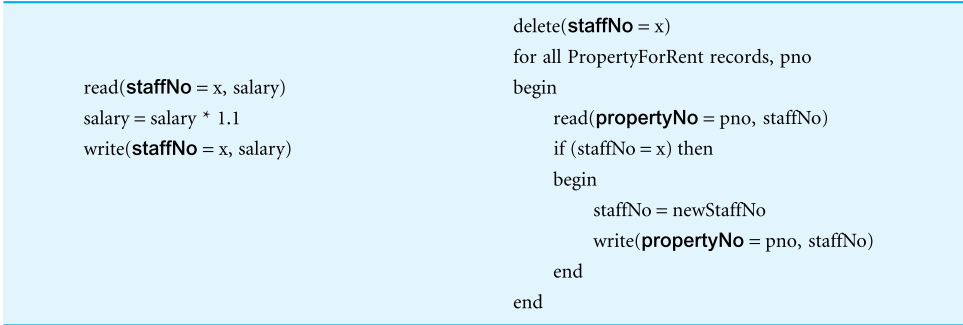 read(staffNo = x, salary)
salary = salary * 1.1
write(staffNo = x, salary)
delete(staffNo = x)
for all PropertyForRent records, pno
begin
read(propertyNo = pno, staffNo)
if (staffNo = x) then
begin
staffNo = newStaffNo
write(propertyNo = pno, staffNo)
end
end